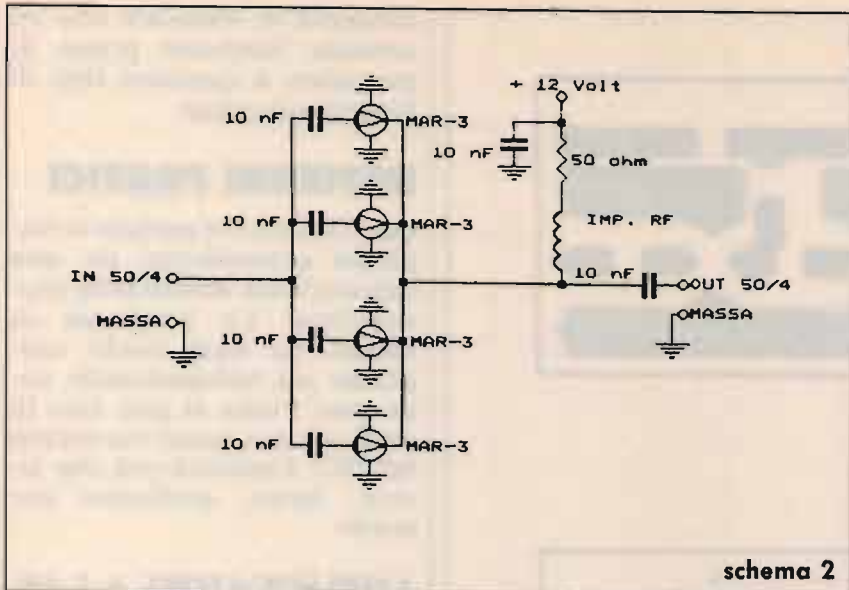 + 12 Volt
10 nF
MAR-3
10 nF
50 ohm
10 nF
MAR-3
IMP. RF
10 nF
IN 50/4
OUT 50/4
MASSA
MASSA
10 nF
MAR-3
10 nF
MAR-3
schema 2